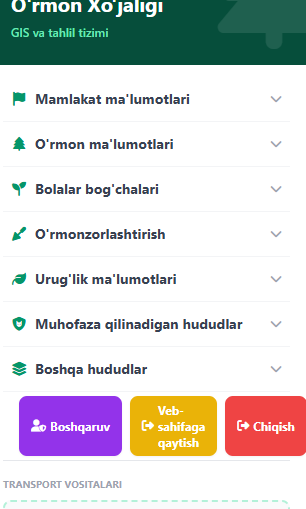 O'rmon Xo'jaligi
GIS va tahlil tizimi
Mamlakat ma'lumotlari
O'rmon ma'lumotlari
Bolalar bog'chalari
O'rmonzorlashtirish
Urug'lik ma'lumotlari
Muhofaza qilinadigan hududlar
Boshqa hududlar
Boshqaruv
Veb-
sahifaga
qaytish
Chiqish
TRANSPORT VOSITALARI